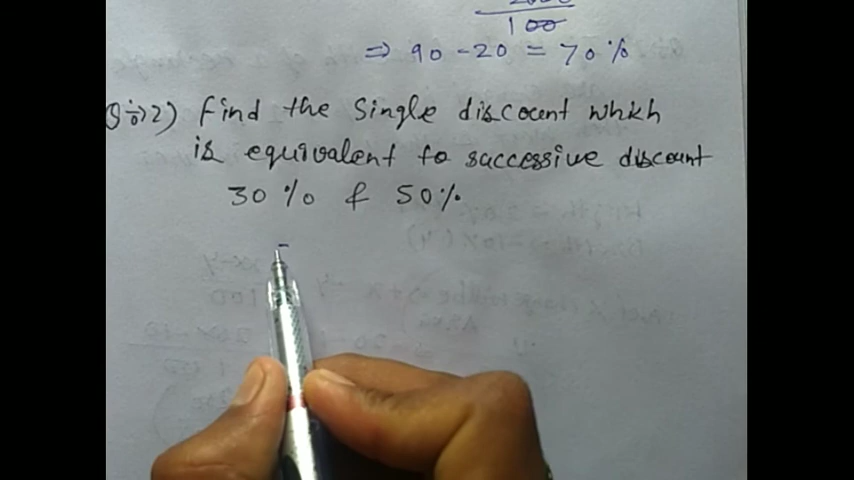 100
⇒ 90 - 20 = 70%
2) find the Single discount which
is equivalent to successive discount
30% & 50%